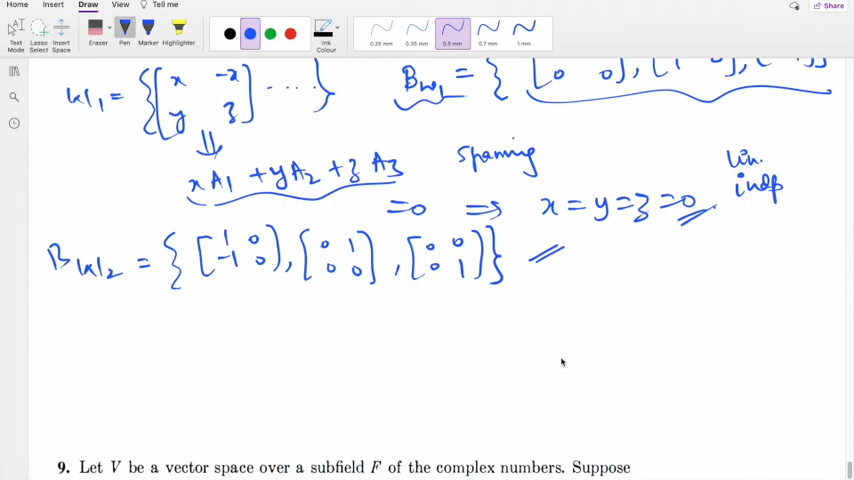 Home Insert Draw View Tell me Share
Text Mode Lasso Select Insert Space Eraser Pen Marker Highlighter Ink Colour 0.25 mm 0.35 mm 0.5 mm 0.7 mm 1 mm
W₁ = {[x -x; y z] ....} B_W₁ = {
⇓
xA₁ + yA₂ + zA₃ spanning lin. indp
= 0 ⇒ x = y = z = 0
B_W₂ = {[1 0; -1 0], [0 1; 0 0], [0 0; 0 1]}
9. Let V be a vector space over a subfield F of the complex numbers. Suppose